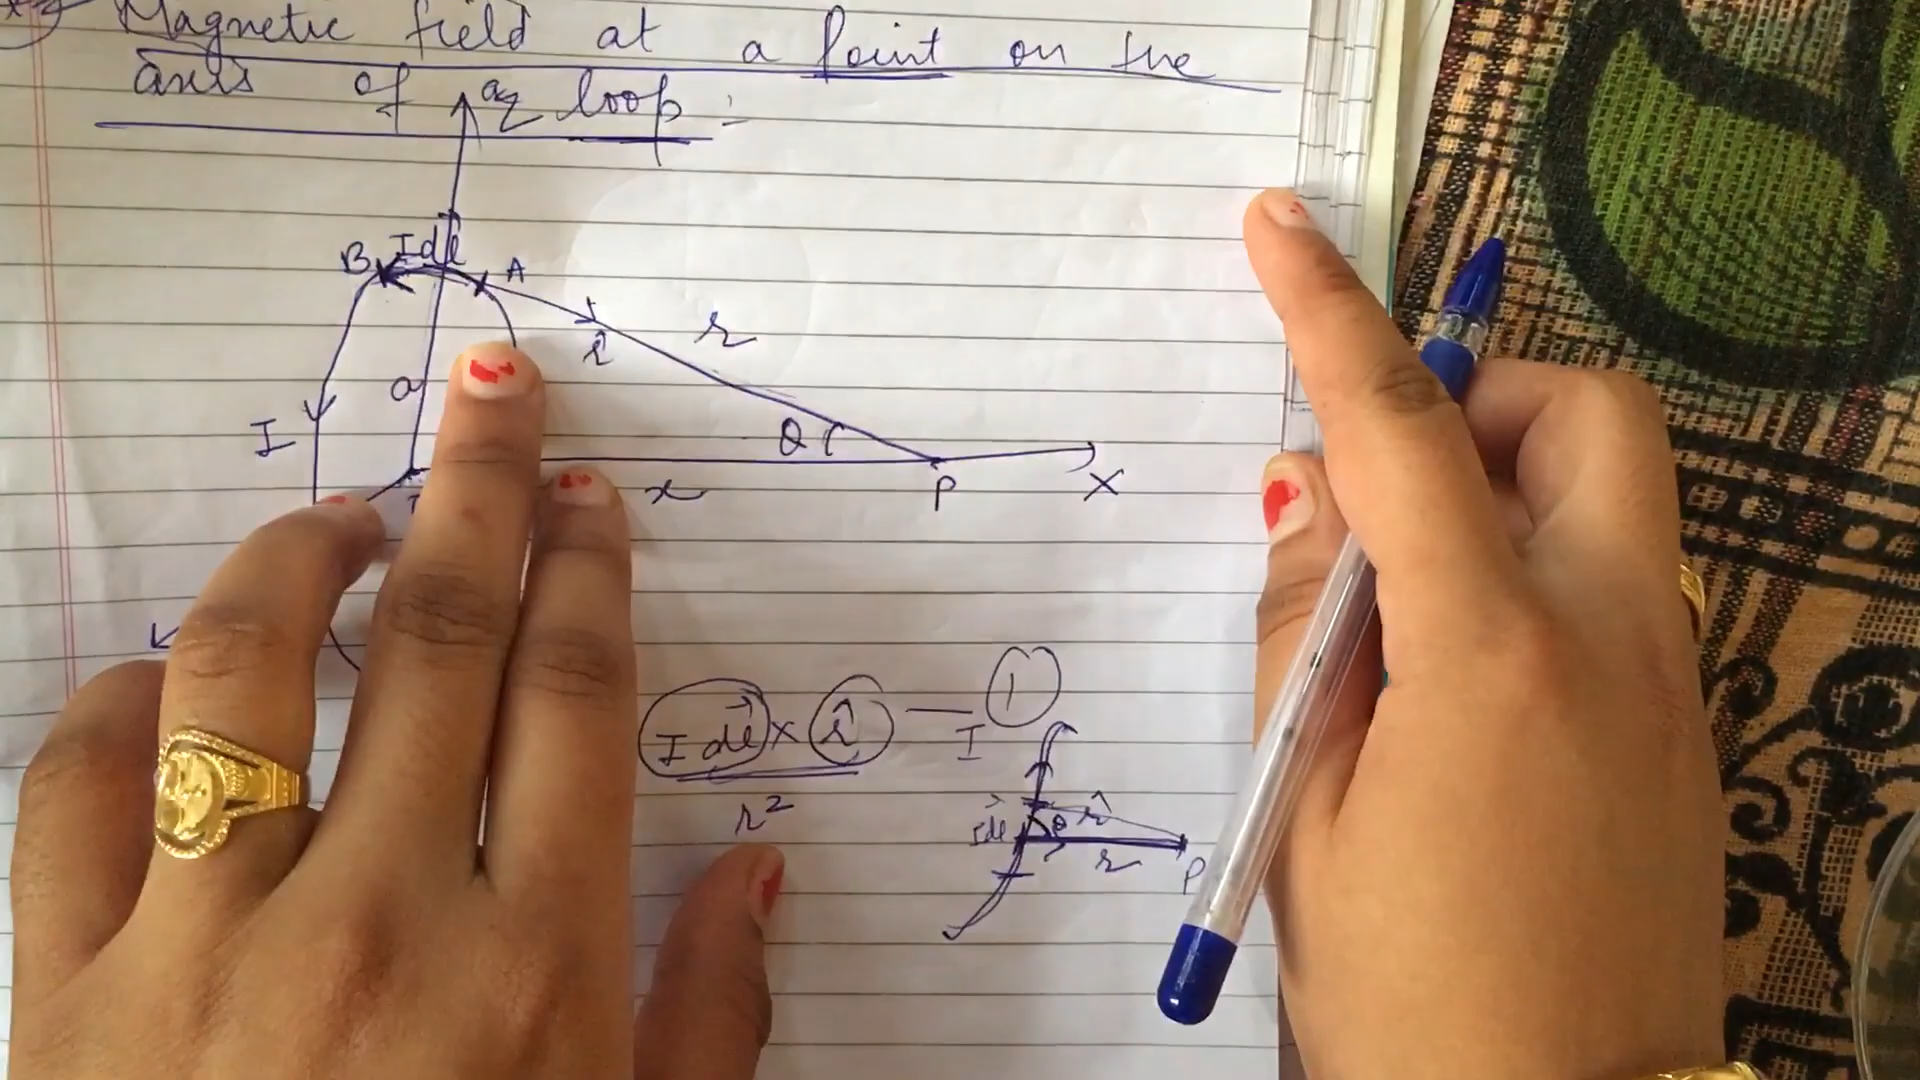 Magnetic field at a point on the
axis of a loop :
B Idl A
r̂ r
a
I θ
x P X
Idl × r̂ — 1
r²
I
Idl θ r̂
r P